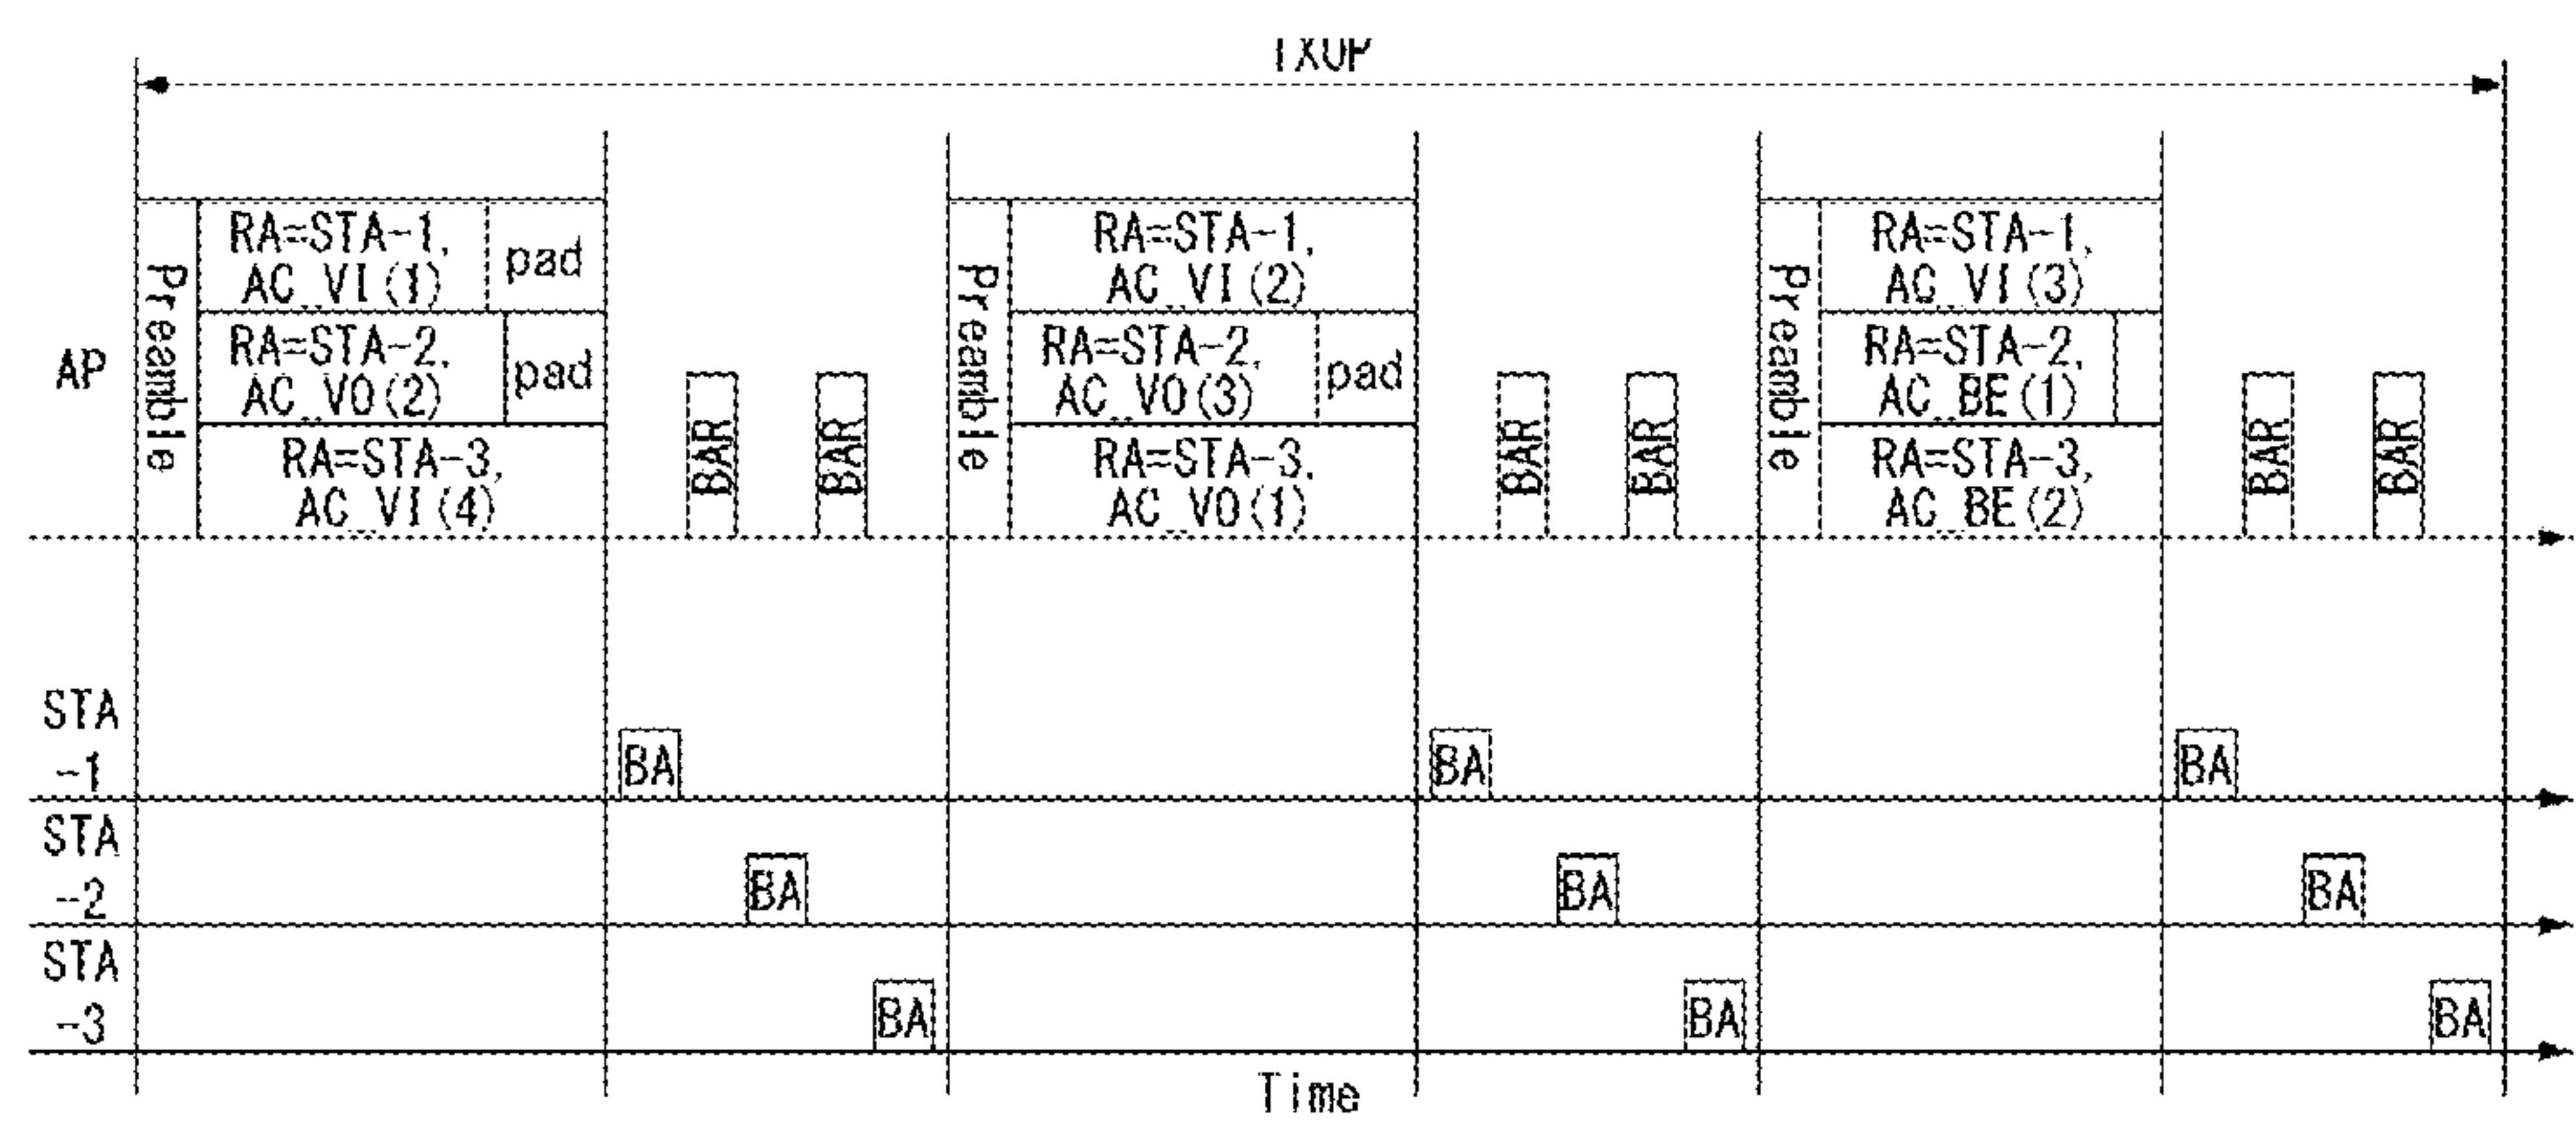 TXOP
Preamble
RA=STA-1,
AC_VI(1)
pad
RA=STA-2,
AC_VO(2)
pad
RA=STA-3,
AC_VI(4)
BAR
BAR
Preamble
RA=STA-1,
AC_VI(2)
RA=STA-2,
AC_VO(3)
pad
RA=STA-3,
AC_VO(1)
BAR
BAR
Preamble
RA=STA-1,
AC_VI(3)
RA=STA-2,
AC_BE(1)
RA=STA-3,
AC_BE(2)
BAR
BAR
AP
STA
-1
BA
BA
BA
STA
-2
BA
BA
BA
STA
-3
BA
BA
BA
Time